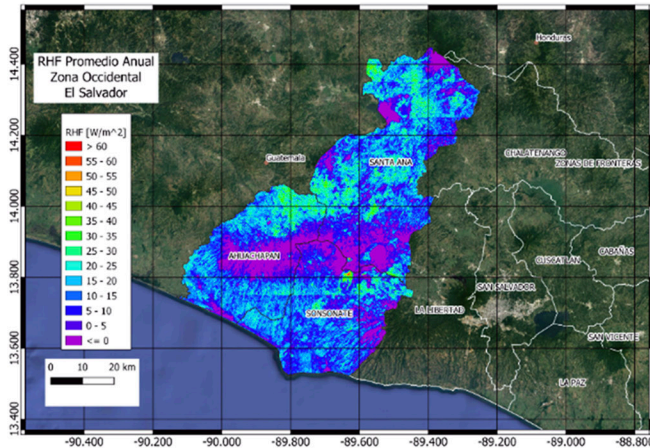 RHF Promedio Anual
Zona Occidental
El Salvador
RHF [W/m^2]
> 60
55 - 60
50 - 55
45 - 50
40 - 45
35 - 40
30 - 35
25 - 30
20 - 25
15 - 20
10 - 15
5 - 10
0 - 5
<= 0
0 10 20 km
Honduras
Guatemala
SANTA ANA
CHALATENANGO
ZONAS DE FRONTERAS
AHUACHAPAN
SONSONATE
LA LIBERTAD
SAN SALVADOR
CUSCATLAN
CABAÑAS
SAN VICENTE
LA PAZ
14.400
14.200
14.000
13.800
13.600
13.400
-90.400 -90.200 -90.000 -89.800 -89.600 -89.400 -89.200 -89.000 -88.800